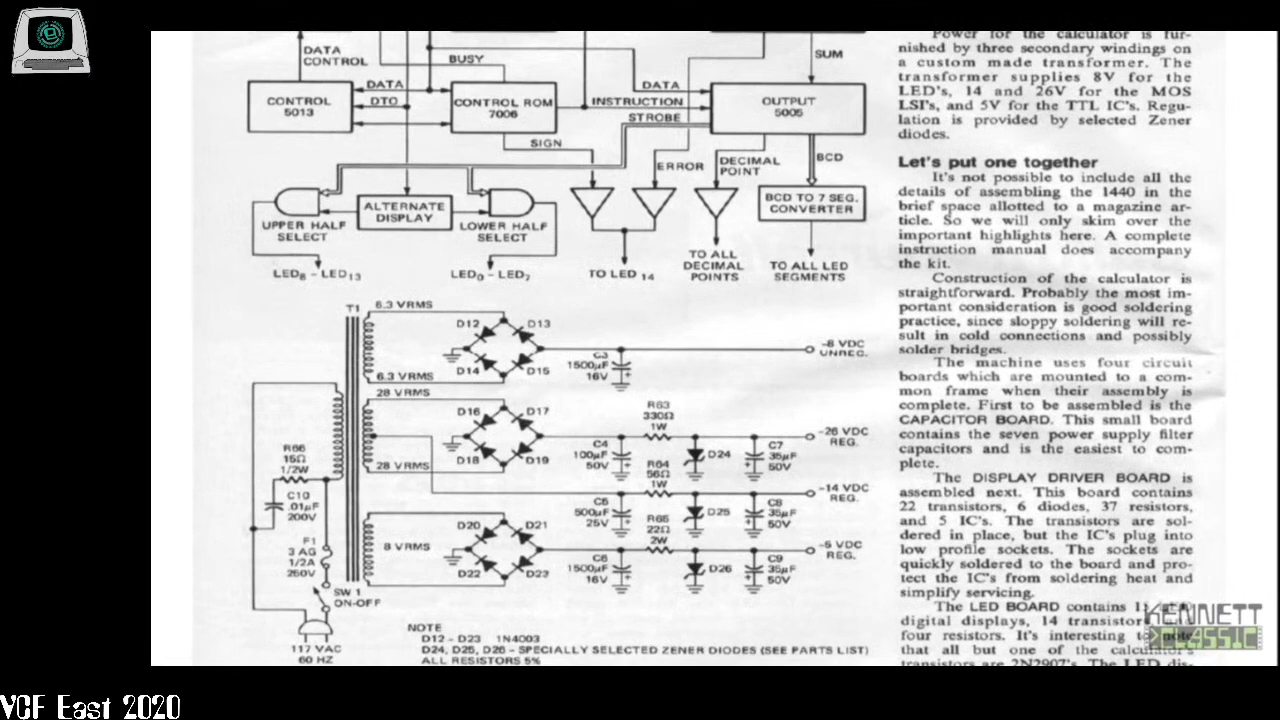 DATA
CONTROL
BUSY
SUM
CONTROL
5013
DATA
DTO
CONTROL ROM
7006
DATA
INSTRUCTION
STROBE
OUTPUT
5005
SIGN
ERROR
DECIMAL
POINT
BCD
UPPER HALF
SELECT
ALTERNATE
DISPLAY
LOWER HALF
SELECT
BCD TO 7 SEG.
CONVERTER
LED8 - LED13
LED0 - LED7
TO LED 14
TO ALL
DECIMAL
POINTS
TO ALL LED
SEGMENTS
T1
6.3 VRMS
D12
D13
D14
D15
6.3 VRMS
C3
1500µF
16V
-8 VDC
UNREG.
28 VRMS
D16
D17
D18
D19
28 VRMS
C4
100µF
50V
R63
330Ω
1W
D24
C7
35µF
50V
-26 VDC
REG.
R64
56Ω
1W
C5
500µF
25V
D25
C8
35µF
50V
-14 VDC
REG.
8 VRMS
D20
D21
D22
D23
C6
1500µF
16V
R65
22Ω
2W
D26
C9
35µF
50V
-5 VDC
REG.
R66
15Ω
1/2W
C10
.01µF
200V
F1
3 AG
1/2A
250V
SW 1
ON-OFF
117 VAC
60 HZ
NOTE
D12 - D23 1N4003
D24, D25, D26 - SPECIALLY SELECTED ZENER DIODES (SEE PARTS LIST)
ALL RESISTORS 5%
Power for the calculator is fur-
nished by three secondary windings on
a custom made transformer. The
transformer supplies 8V for the
LED's, 14 and 26V for the MOS
LSI's, and 5V for the TTL IC's. Regu-
lation is provided by selected Zener
diodes.
Let's put one together
It's not possible to include all the
details of assembling the 1440 in the
brief space allotted to a magazine ar-
ticle. So we will only skim over the
important highlights here. A complete
instruction manual does accompany
the kit.
Construction of the calculator is
straightforward. Probably the most im-
portant consideration is good soldering
practice, since sloppy soldering will re-
sult in cold connections and possibly
solder bridges.
The machine uses four circuit
boards which are mounted to a com-
mon frame when their assembly is
complete. First to be assembled is the
CAPACITOR BOARD. This small board
contains the seven power supply filter
capacitors and is the easiest to com-
plete.
The DISPLAY DRIVER BOARD is
assembled next. This board contains
22 transistors, 6 diodes, 37 resistors,
and 5 IC's. The transistors are sol-
dered in place, but the IC's plug into
low profile sockets. The sockets are
quickly soldered to the board and pro-
tect the IC's from soldering heat and
simplify servicing.
The LED BOARD contains
digital displays, 14 transistor
four resistors. It's interesting to note
that all but one of the calculator's
transistors are 2N2907's. The LED dis-
KENNETT
CLASSIC
VCF East 2020